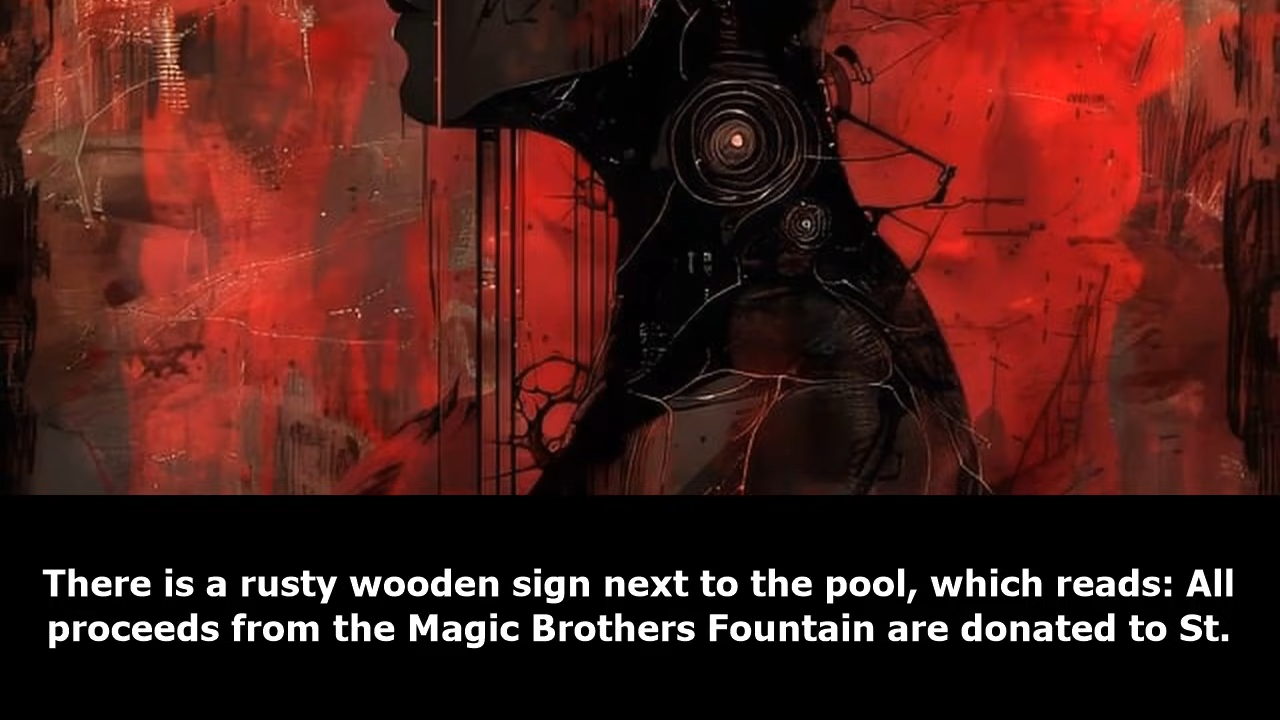 There is a rusty wooden sign next to the pool, which reads: All
proceeds from the Magic Brothers Fountain are donated to St.